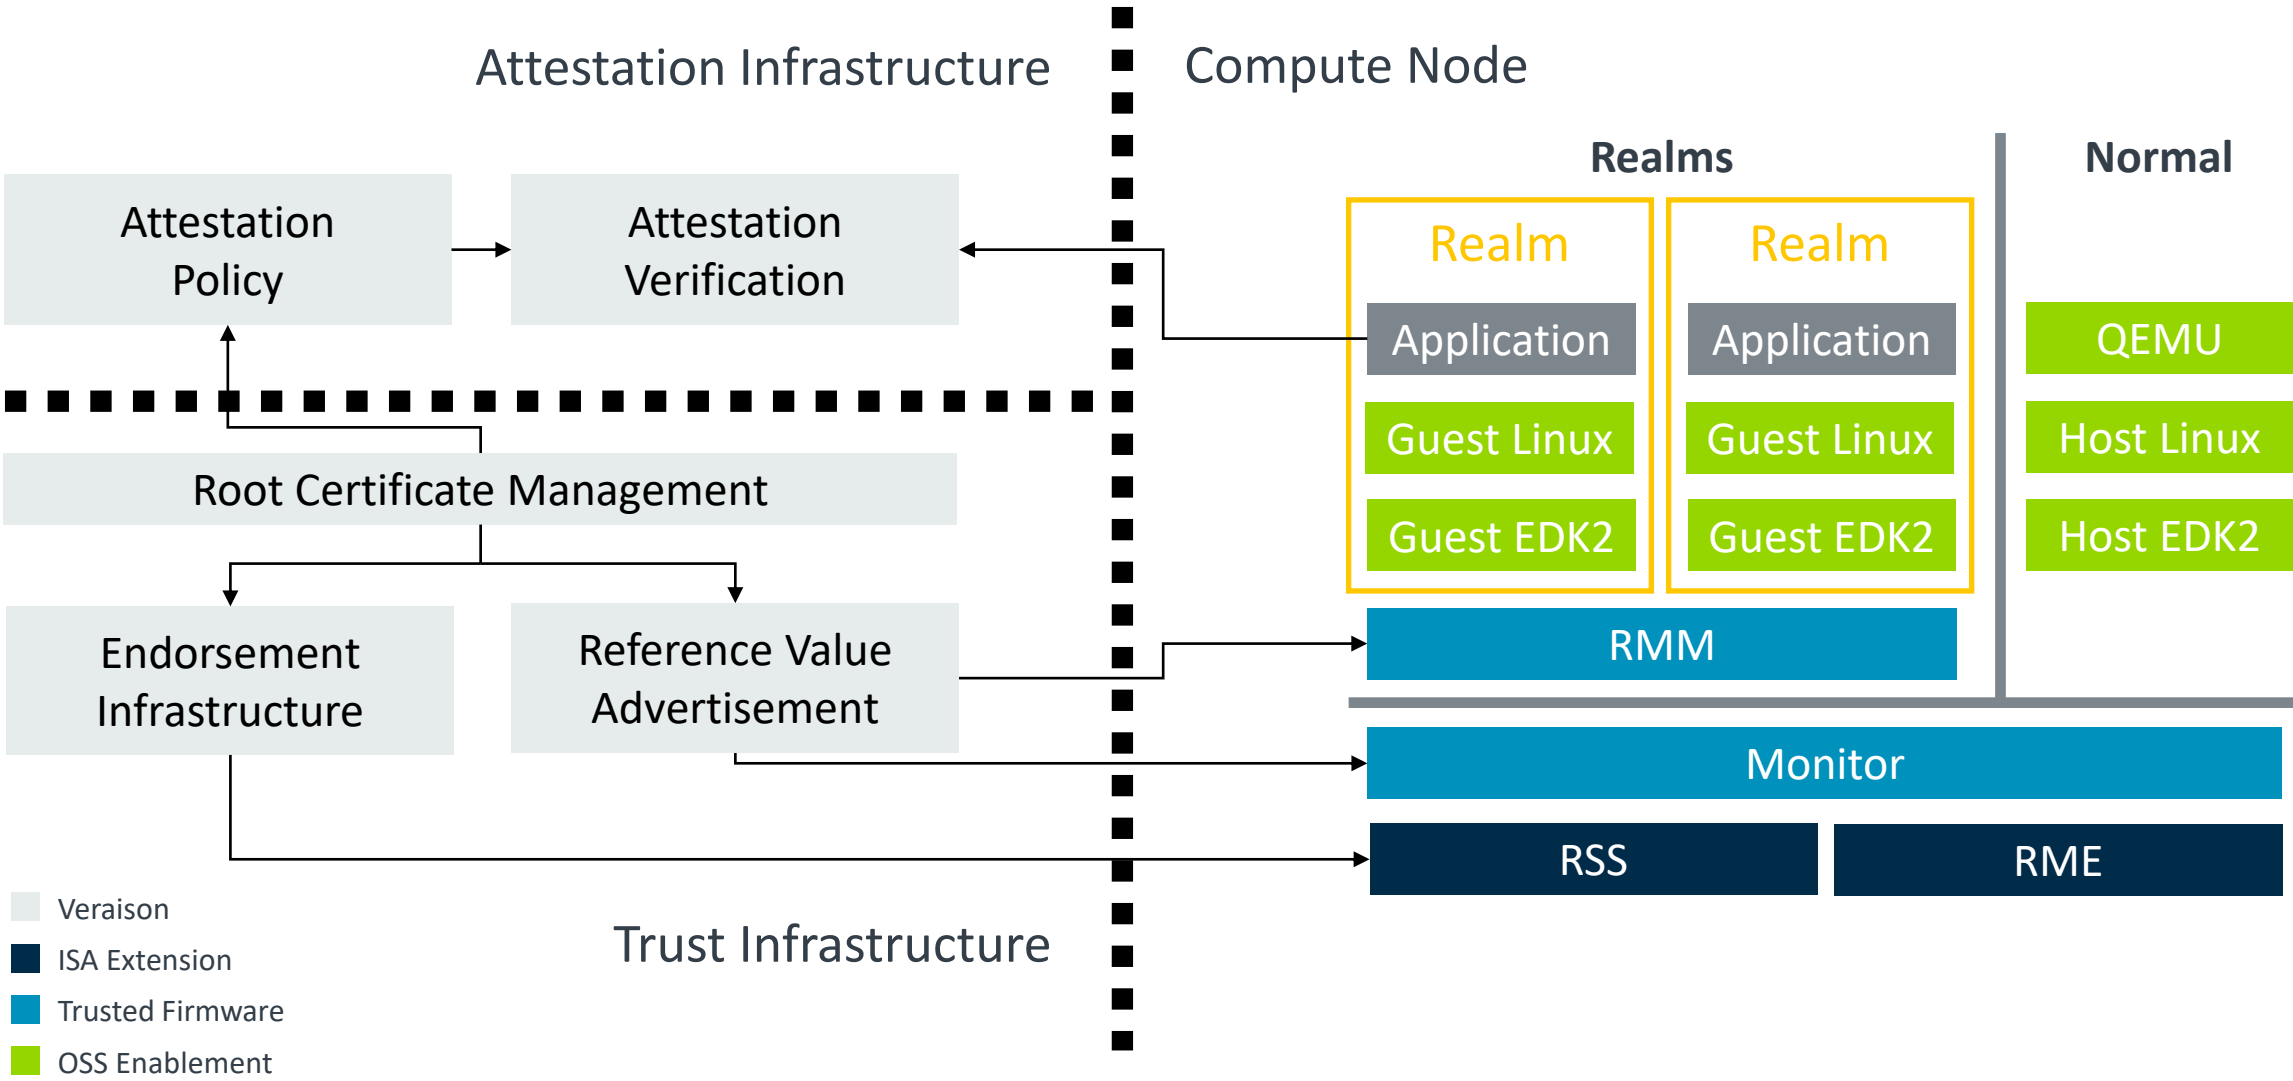 Attestation Infrastructure
Attestation
Policy
Attestation
Verification
Root Certificate Management
Endorsement
Infrastructure
Reference Value
Advertisement
Trust Infrastructure
Veraison
ISA Extension
Trusted Firmware
OSS Enablement
Compute Node
Realms
Normal
Realm
Realm
Application
Application
QEMU
Guest Linux
Guest Linux
Host Linux
Guest EDK2
Guest EDK2
Host EDK2
RMM
Monitor
RSS
RME